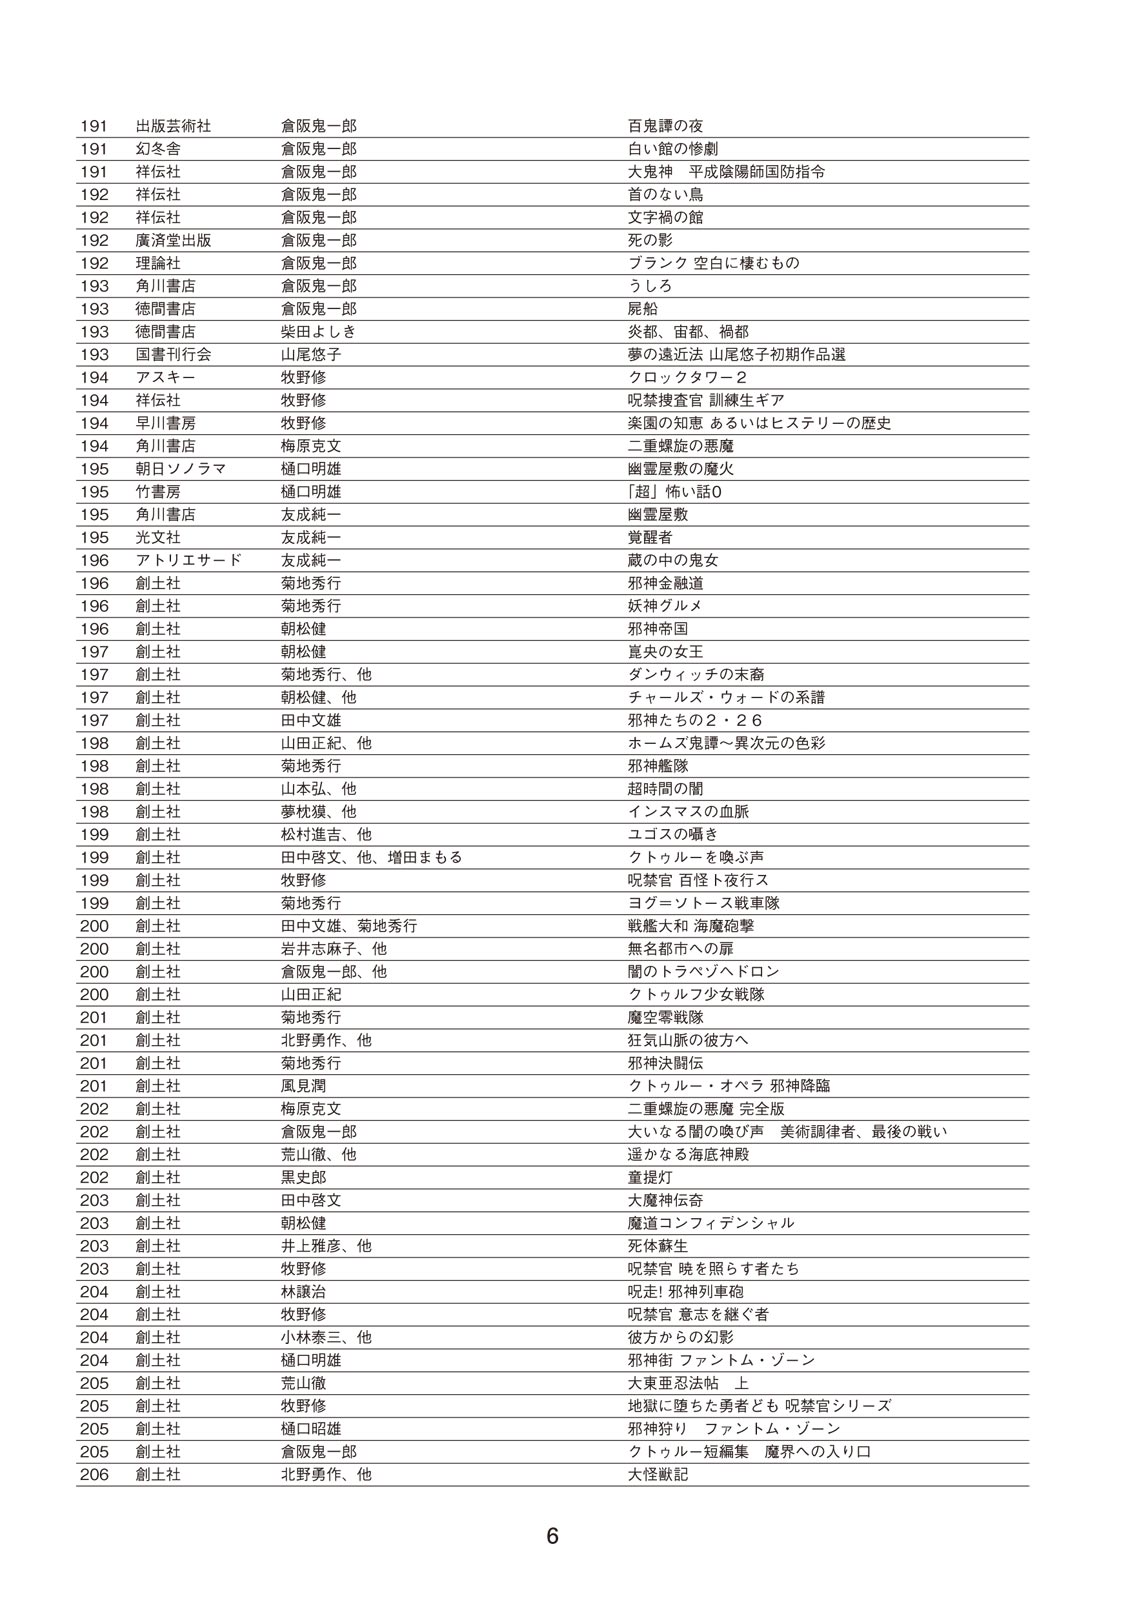 191 出版芸術社 倉阪鬼一郎 百鬼譚の夜
191 幻冬舎 倉阪鬼一郎 白い館の惨劇
191 祥伝社 倉阪鬼一郎 大鬼神　平成陰陽師国防指令
192 祥伝社 倉阪鬼一郎 首のない鳥
192 祥伝社 倉阪鬼一郎 文字禍の館
192 廣済堂出版 倉阪鬼一郎 死の影
192 理論社 倉阪鬼一郎 ブランク 空白に棲むもの
193 角川書店 倉阪鬼一郎 うしろ
193 徳間書店 倉阪鬼一郎 屍船
193 徳間書店 柴田よしき 炎都、宙都、禍都
193 国書刊行会 山尾悠子 夢の遠近法 山尾悠子初期作品選
194 アスキー 牧野修 クロックタワー２
194 祥伝社 牧野修 呪禁捜査官 訓練生ギア
194 早川書房 牧野修 楽園の知恵 あるいはヒステリーの歴史
194 角川書店 梅原克文 二重螺旋の悪魔
195 朝日ソノラマ 樋口明雄 幽霊屋敷の魔火
195 竹書房 樋口明雄 「超」怖い話0
195 角川書店 友成純一 幽霊屋敷
195 光文社 友成純一 覚醒者
196 アトリエサード 友成純一 蔵の中の鬼女
196 創土社 菊地秀行 邪神金融道
196 創土社 菊地秀行 妖神グルメ
196 創土社 朝松健 邪神帝国
197 創土社 朝松健 崑央の女王
197 創土社 菊地秀行、他 ダンウィッチの末裔
197 創土社 朝松健、他 チャールズ・ウォードの系譜
197 創土社 田中文雄 邪神たちの２・２６
198 創土社 山田正紀、他 ホームズ鬼譚～異次元の色彩
198 創土社 菊地秀行 邪神艦隊
198 創土社 山本弘、他 超時間の闇
198 創土社 夢枕獏、他 インスマスの血脈
199 創土社 松村進吉、他 ユゴスの囁き
199 創土社 田中啓文、他、増田まもる クトゥルーを喚ぶ声
199 創土社 牧野修 呪禁官 百怪ト夜行ス
199 創土社 菊地秀行 ヨグ＝ソトース戦車隊
200 創土社 田中文雄、菊地秀行 戦艦大和 海魔砲撃
200 創土社 岩井志麻子、他 無名都市への扉
200 創土社 倉阪鬼一郎、他 闇のトラペゾヘドロン
200 創土社 山田正紀 クトゥルフ少女戦隊
201 創土社 菊地秀行 魔空零戦隊
201 創土社 北野勇作、他 狂気山脈の彼方へ
201 創土社 菊地秀行 邪神決闘伝
201 創土社 風見潤 クトゥルー・オペラ 邪神降臨
202 創土社 梅原克文 二重螺旋の悪魔 完全版
202 創土社 倉阪鬼一郎 大いなる闇の喚び声　美術調律者、最後の戦い
202 創土社 荒山徹、他 遥かなる海底神殿
202 創土社 黒史郎 童提灯
203 創土社 田中啓文 大魔神伝奇
203 創土社 朝松健 魔道コンフィデンシャル
203 創土社 井上雅彦、他 死体蘇生
203 創土社 牧野修 呪禁官 暁を照らす者たち
204 創土社 林譲治 呪走! 邪神列車砲
204 創土社 牧野修 呪禁官 意志を継ぐ者
204 創土社 小林泰三、他 彼方からの幻影
204 創土社 樋口明雄 邪神街 ファントム・ゾーン
205 創土社 荒山徹 大東亜忍法帖　上
205 創土社 牧野修 地獄に堕ちた勇者ども 呪禁官シリーズ
205 創土社 樋口昭雄 邪神狩り　ファントム・ゾーン
205 創土社 倉阪鬼一郎 クトゥルー短編集　魔界への入り口
206 創土社 北野勇作、他 大怪獣記
6